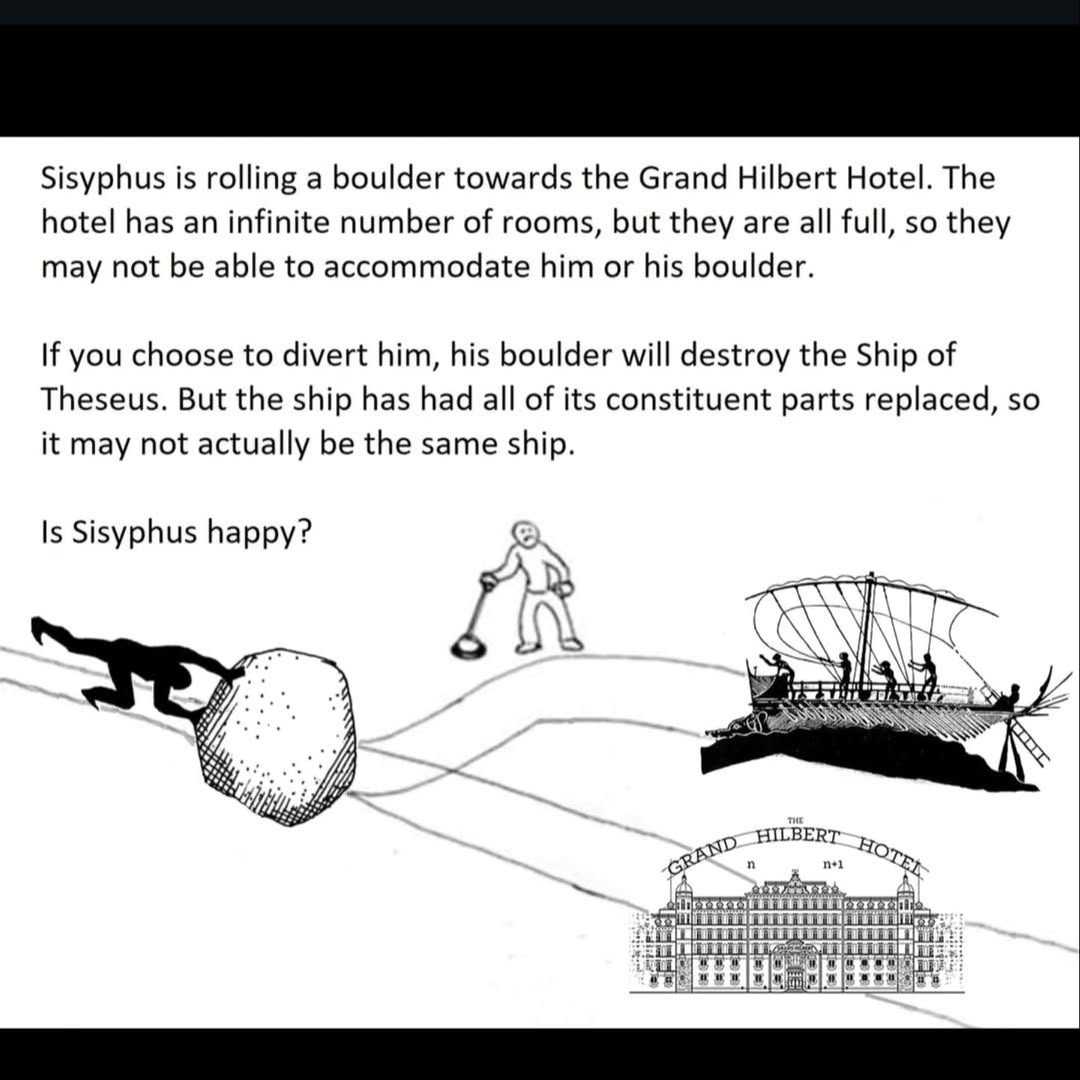 Sisyphus is rolling a boulder towards the Grand Hilbert Hotel. The
hotel has an infinite number of rooms, but they are all full, so they
may not be able to accommodate him or his boulder.
If you choose to divert him, his boulder will destroy the Ship of
Theseus. But the ship has had all of its constituent parts replaced, so
it may not actually be the same ship.
Is Sisyphus happy?
THE
GRAND HILBERT HOTEL
n n+1